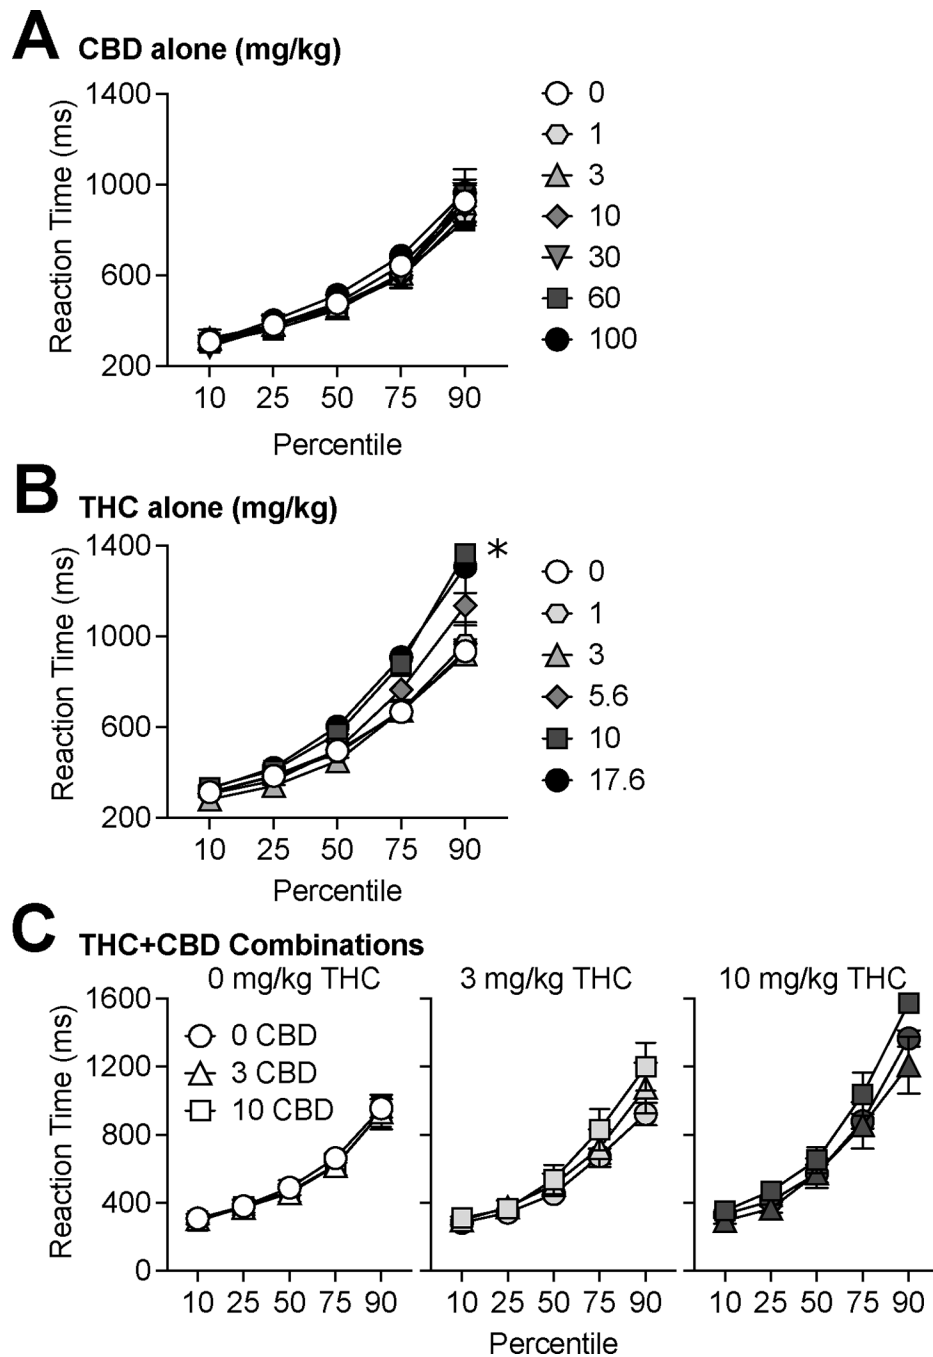 A CBD alone (mg/kg)
Reaction Time (ms)
1400
1000
600
200
10 25 50 75 90
Percentile
0
1
3
10
30
60
100
B THC alone (mg/kg)
Reaction Time (ms)
1400
1000
600
200
10 25 50 75 90
Percentile
*
0
1
3
5.6
10
17.6
C THC+CBD Combinations
0 mg/kg THC 3 mg/kg THC 10 mg/kg THC
Reaction Time (ms)
1600
1200
800
400
0
0 CBD
3 CBD
10 CBD
10 25 50 75 90 10 25 50 75 90 10 25 50 75 90
Percentile